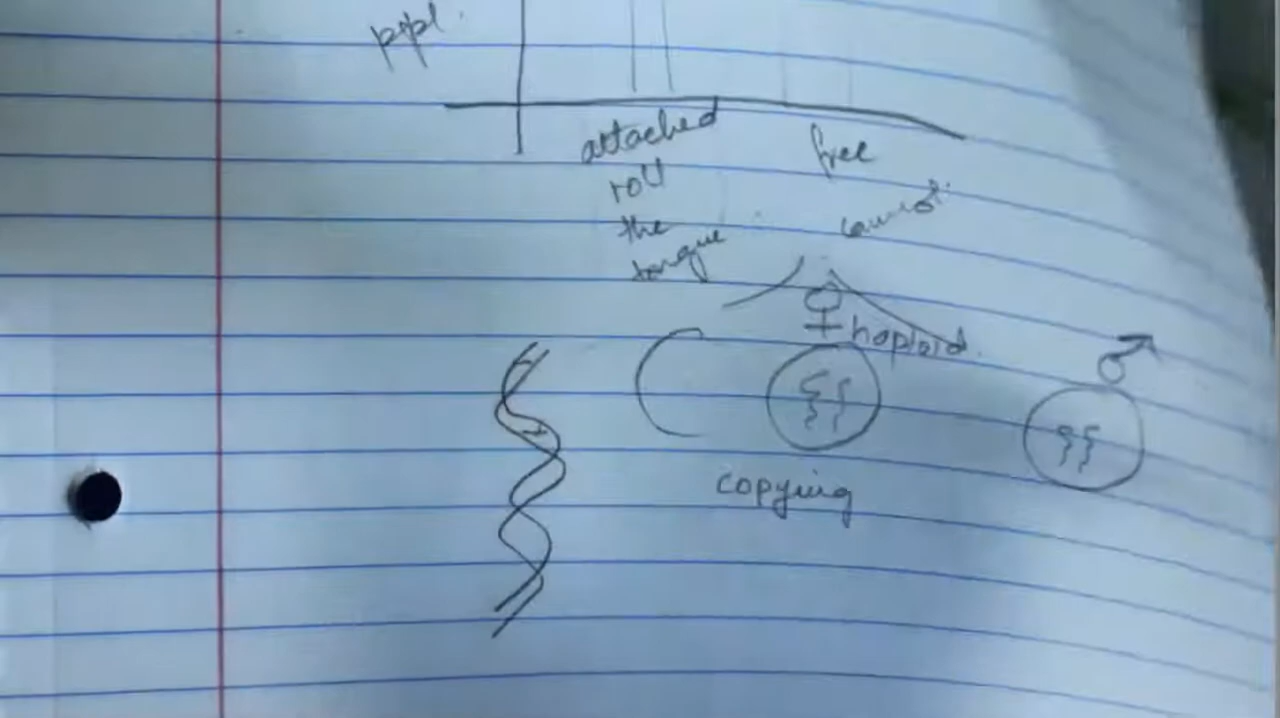 ppl.
attached free
roll
the cannot
tongue
♀ haploid. ♂
copying